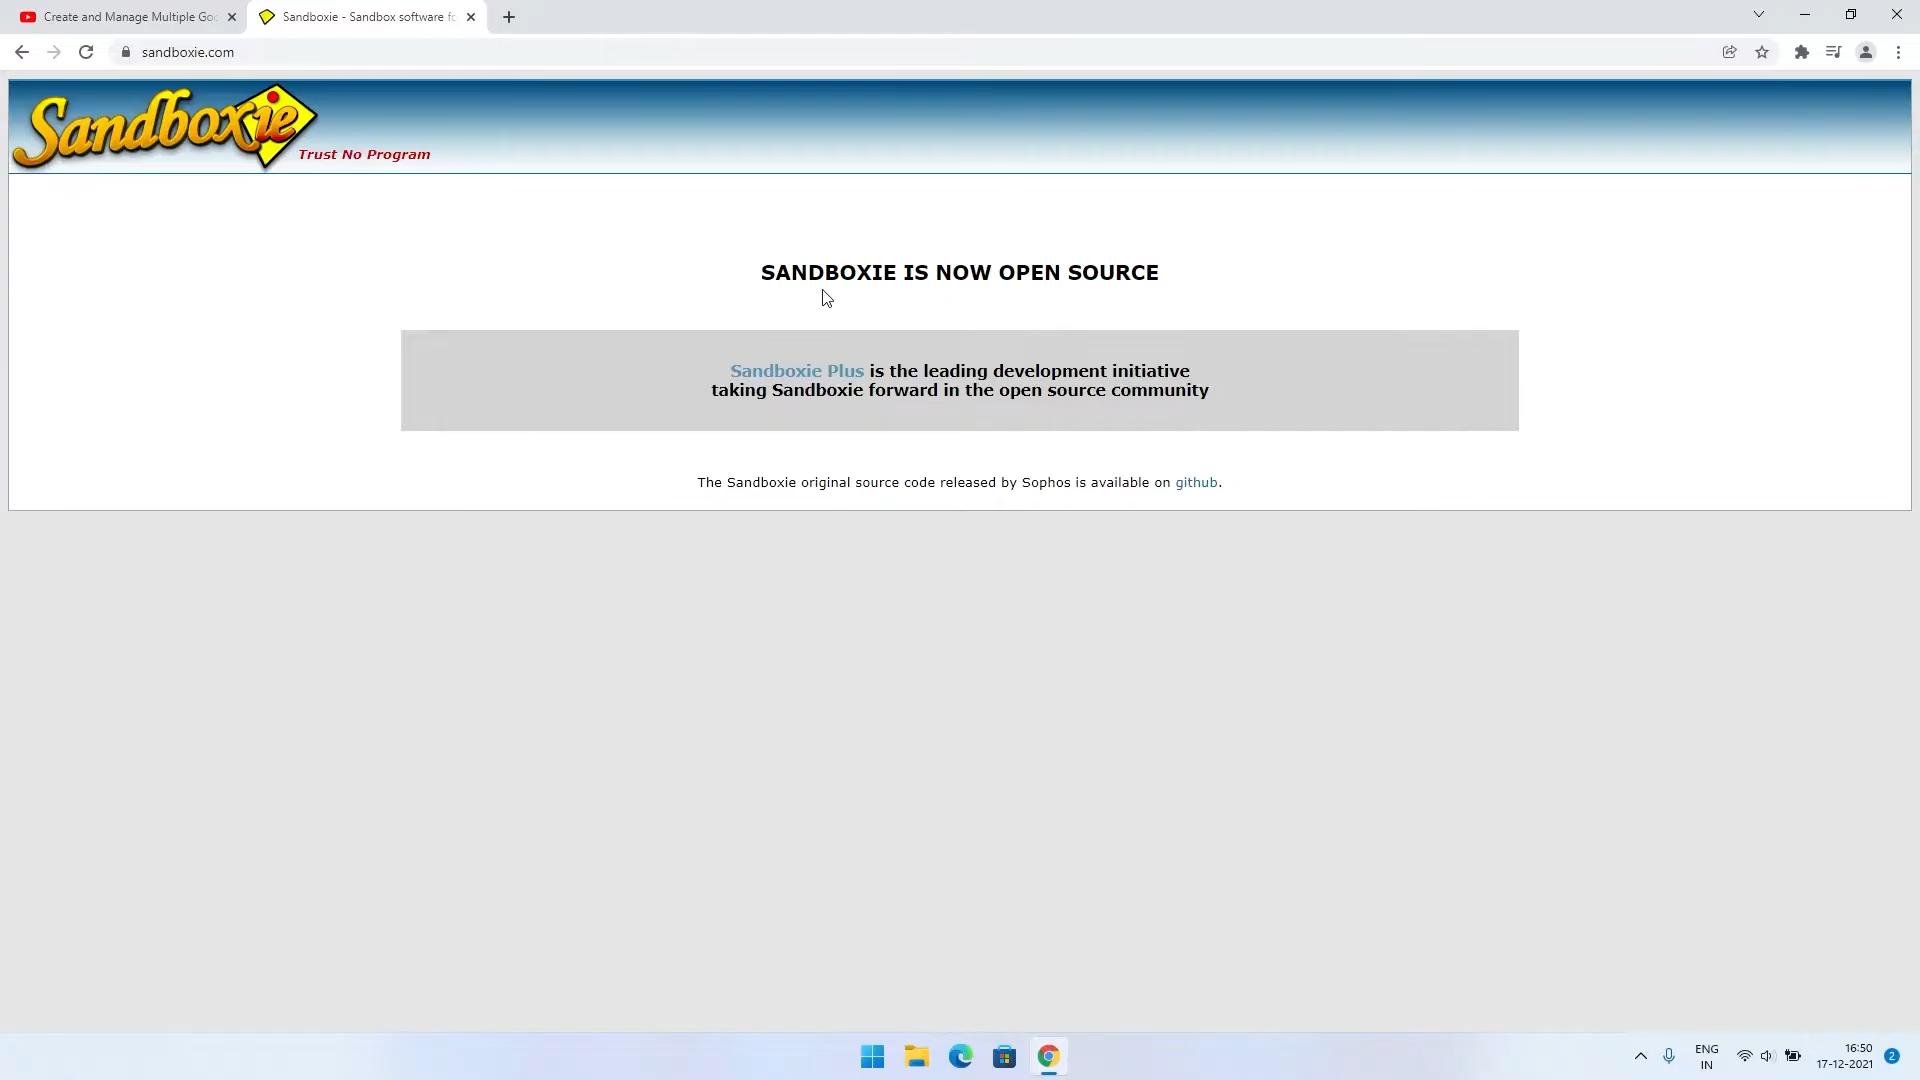 Create and Manage Multiple Goo
Sandboxie - Sandbox software fo
sandboxie.com
Sandboxie
Trust No Program
SANDBOXIE IS NOW OPEN SOURCE
Sandboxie Plus is the leading development initiative
taking Sandboxie forward in the open source community
The Sandboxie original source code released by Sophos is available on github.
ENG
IN
16:50
17-12-2021
2